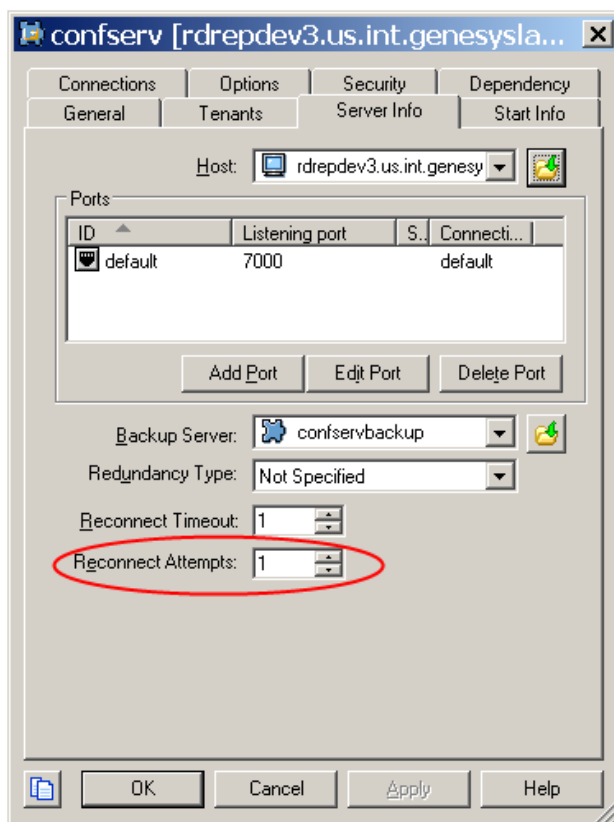 confserv [rdrepdev3.us.int.genesysla...
Connections Options Security Dependency
General Tenants Server Info Start Info
Host: rdrepdev3.us.int.genesy
Ports
ID Listening port S.. Connecti...
default 7000 default
Add Port Edit Port Delete Port
Backup Server: confservbackup
Redundancy Type: Not Specified
Reconnect Timeout: 1
Reconnect Attempts: 1
OK Cancel Apply Help